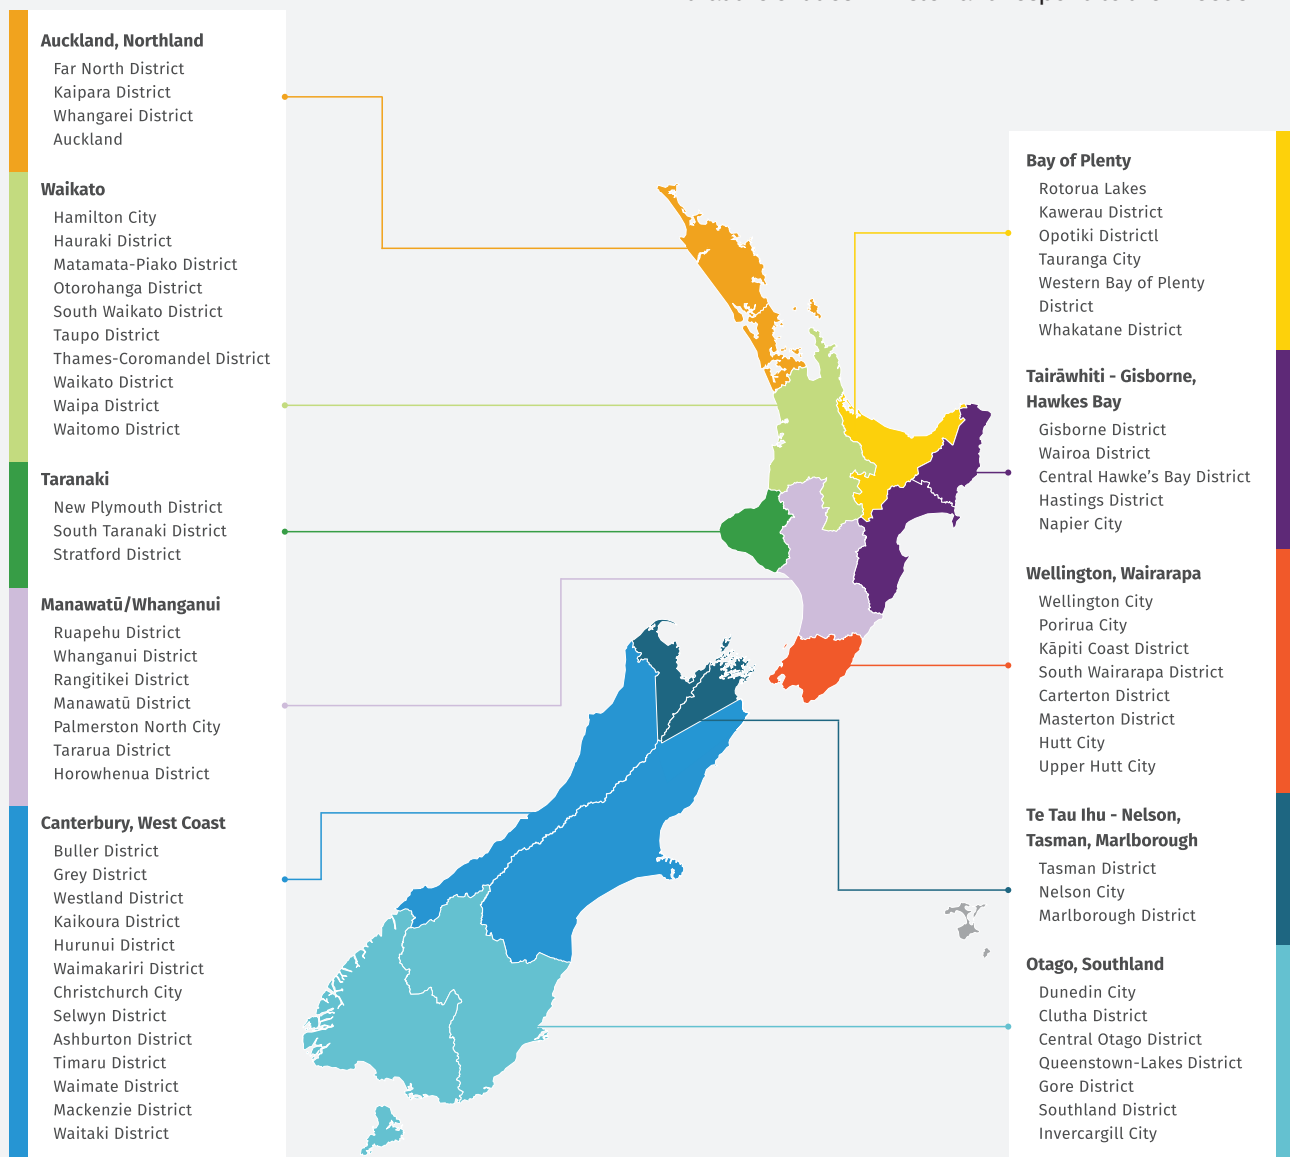 Auckland, Northland
Far North District
Kaipara District
Whangarei District
Auckland
Waikato
Hamilton City
Hauraki District
Matamata-Piako District
Otorohanga District
South Waikato District
Taupo District
Thames-Coromandel District
Waikato District
Waipa District
Waitomo District
Taranaki
New Plymouth District
South Taranaki District
Stratford District
Manawatū/Whanganui
Ruapehu District
Whanganui District
Rangitikei District
Manawatū District
Palmerston North City
Tararua District
Horowhenua District
Canterbury, West Coast
Buller District
Grey District
Westland District
Kaikoura District
Hurunui District
Waimakariri District
Christchurch City
Selwyn District
Ashburton District
Timaru District
Waimate District
Mackenzie District
Waitaki District
Bay of Plenty
Rotorua Lakes
Kawerau District
Opotiki Districtl
Tauranga City
Western Bay of Plenty
District
Whakatane District
Tairāwhiti - Gisborne,
Hawkes Bay
Gisborne District
Wairoa District
Central Hawke’s Bay District
Hastings District
Napier City
Wellington, Wairarapa
Wellington City
Porirua City
Kāpiti Coast District
South Wairarapa District
Carterton District
Masterton District
Hutt City
Upper Hutt City
Te Tau Ihu - Nelson,
Tasman, Marlborough
Tasman District
Nelson City
Marlborough District
Otago, Southland
Dunedin City
Clutha District
Central Otago District
Queenstown-Lakes District
Gore District
Southland District
Invercargill City